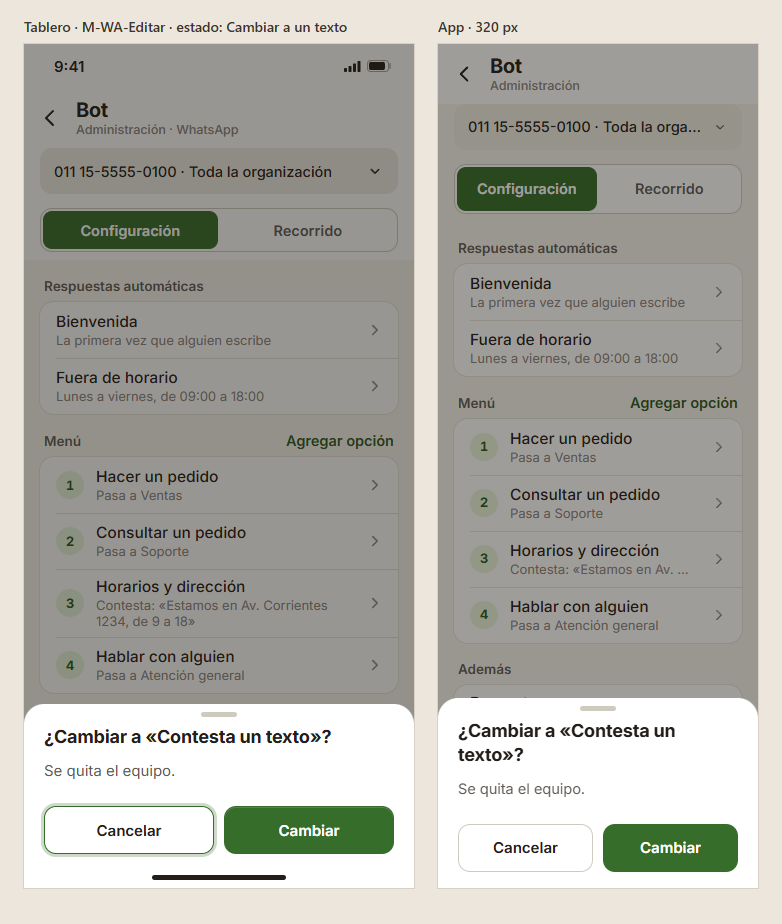 Tablero · M-WA-Editar · estado: Cambiar a un texto
9:41
Bot
Administración · WhatsApp
011 15-5555-0100 · Toda la organización
Configuración
Recorrido
Respuestas automáticas
Bienvenida
La primera vez que alguien escribe
Fuera de horario
Lunes a viernes, de 09:00 a 18:00
Menú
Agregar opción
1
Hacer un pedido
Pasa a Ventas
2
Consultar un pedido
Pasa a Soporte
3
Horarios y dirección
Contesta: «Estamos en Av. Corrientes
1234, de 9 a 18»
4
Hablar con alguien
Pasa a Atención general
¿Cambiar a «Contesta un texto»?
Se quita el equipo.
Cancelar
Cambiar
App · 320 px
Bot
Administración
011 15-5555-0100 · Toda la orga...
Configuración
Recorrido
Respuestas automáticas
Bienvenida
La primera vez que alguien escribe
Fuera de horario
Lunes a viernes, de 09:00 a 18:00
Menú
Agregar opción
1
Hacer un pedido
Pasa a Ventas
2
Consultar un pedido
Pasa a Soporte
3
Horarios y dirección
Contesta: «Estamos en Av. ...
4
Hablar con alguien
Pasa a Atención general
Además
¿Cambiar a «Contesta un
texto»?
Se quita el equipo.
Cancelar
Cambiar